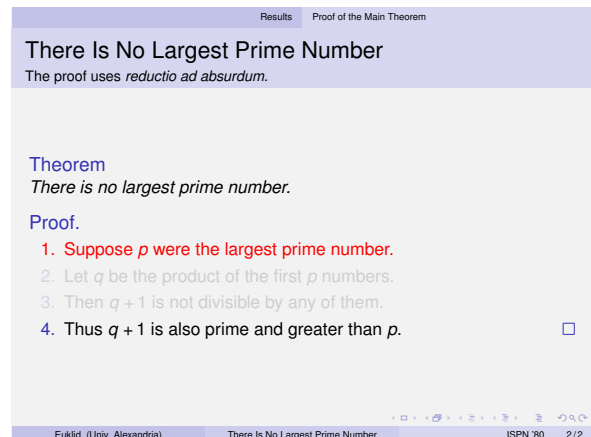 Results Proof of the Main Theorem
There Is No Largest Prime Number
The proof uses reductio ad absurdum.
Theorem
There is no largest prime number.
Proof.
1. Suppose p were the largest prime number.
2. Let q be the product of the first p numbers.
3. Then q + 1 is not divisible by any of them.
4. Thus q + 1 is also prime and greater than p.
Euklid (Univ. Alexandria) There Is No Largest Prime Number ISPN '80 2 / 2